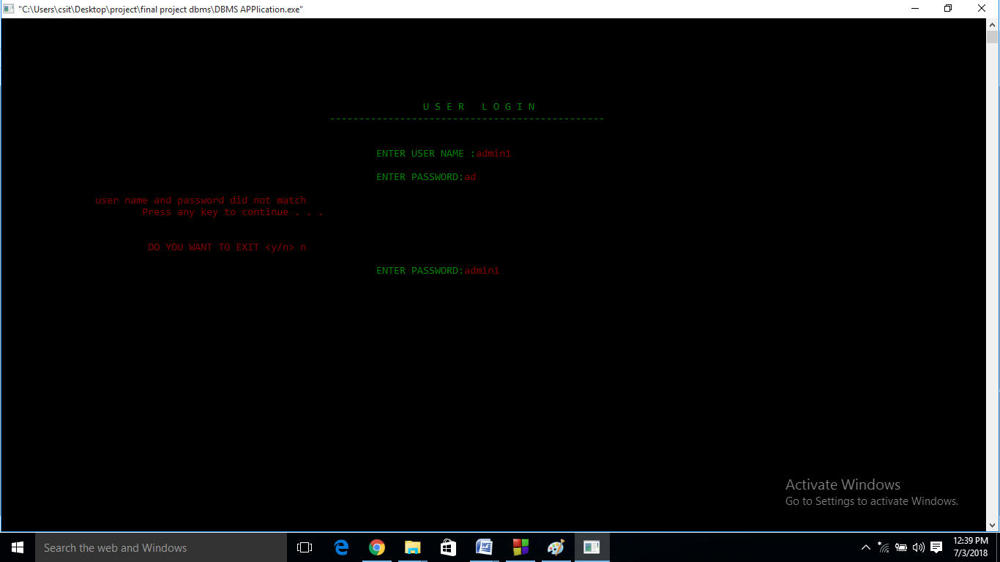 "C:\Users\csit\Desktop\project\final project dbms\DBMS APPlication.exe"
U S E R   L O G I N
-----------------------------------------------
ENTER USER NAME :admin1
ENTER PASSWORD:ad
user name and password did not match
Press any key to continue . . .
DO YOU WANT TO EXIT <y/n> n
ENTER PASSWORD:admin1
Activate Windows
Go to Settings to activate Windows.
Search the web and Windows
12:39 PM
7/3/2018